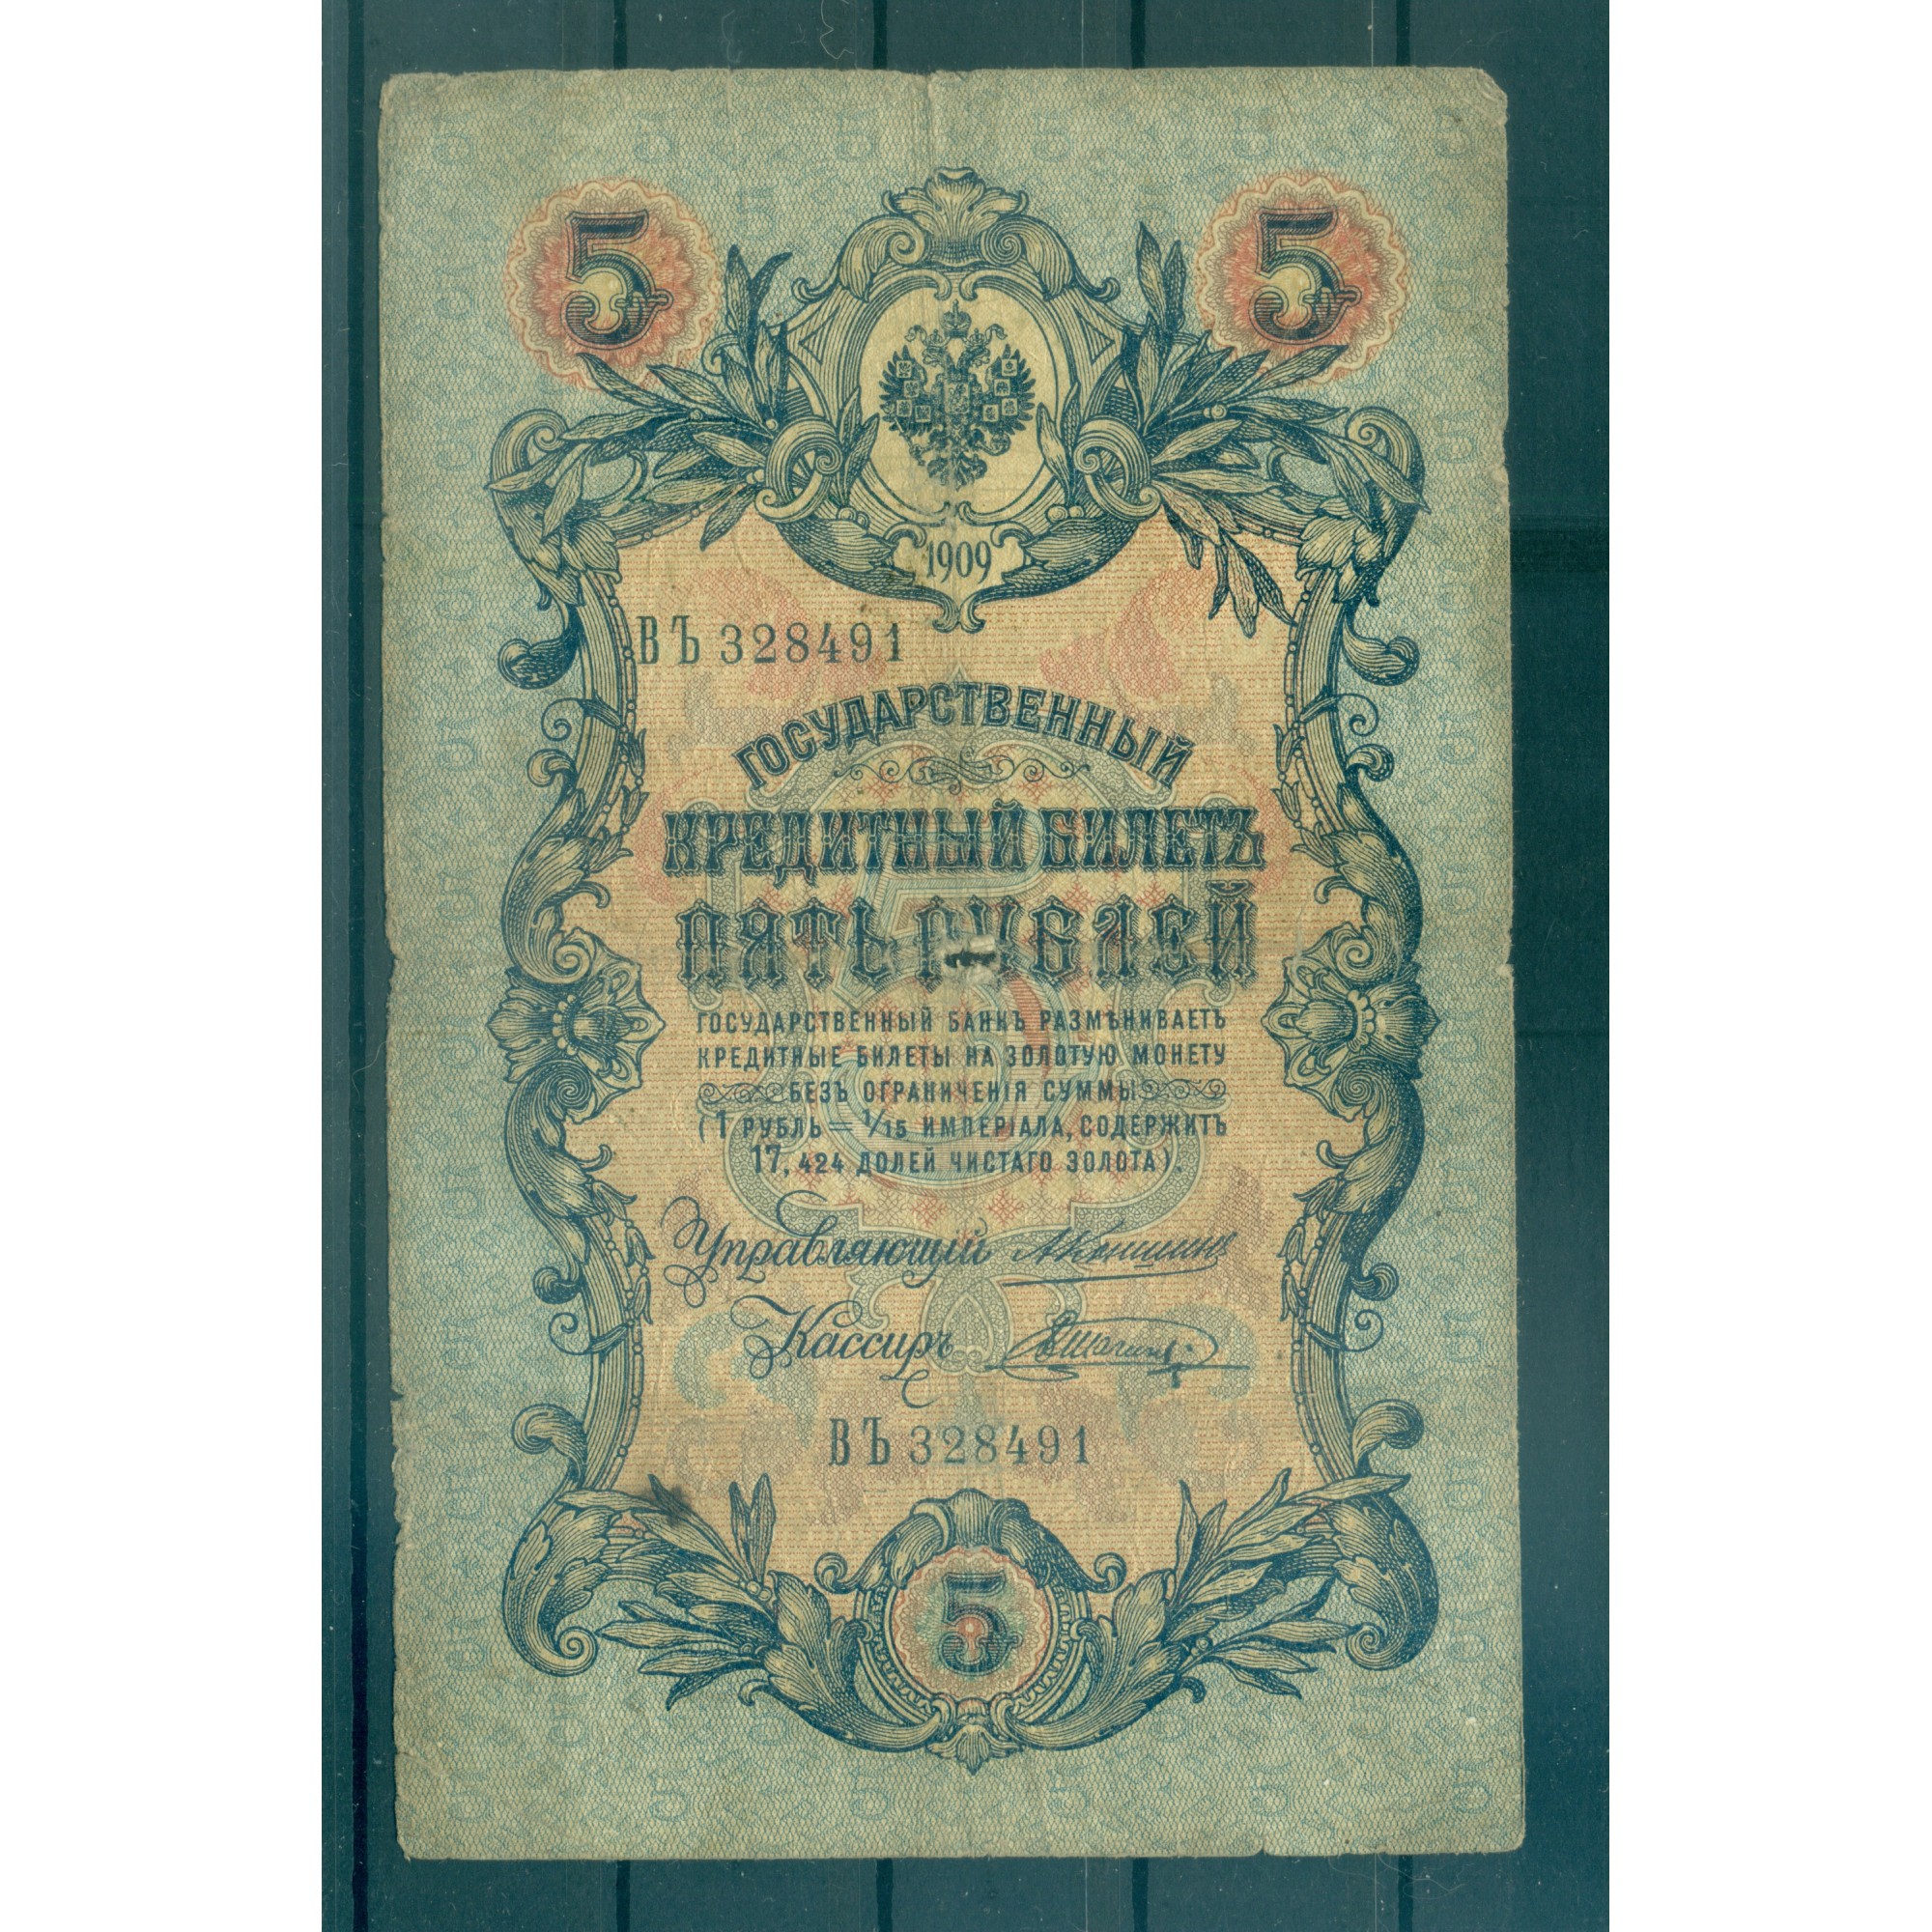 5 5
1909
ВЪ 328491
ГОСУДАРСТВЕННЫЙ
КРЕДИТНЫЙ БИЛЕТЪ
ПЯТЬ РУБЛЕЙ
ГОСУДАРСТВЕННЫЙ БАНКЪ РАЗМѢНИВАЕТЪ
КРЕДИТНЫЕ БИЛЕТЫ НА ЗОЛОТУЮ МОНЕТУ
БЕЗЪ ОГРАНИЧЕНІЯ СУММЫ
(1 РУБЛЬ = 1/15 ИМПЕРІАЛА, СОДЕРЖИТЪ
17,424 ДОЛЕЙ ЧИСТАГО ЗОЛОТА).
Управляющій АКоншинъ
Кассиръ
ВЪ 328491
5